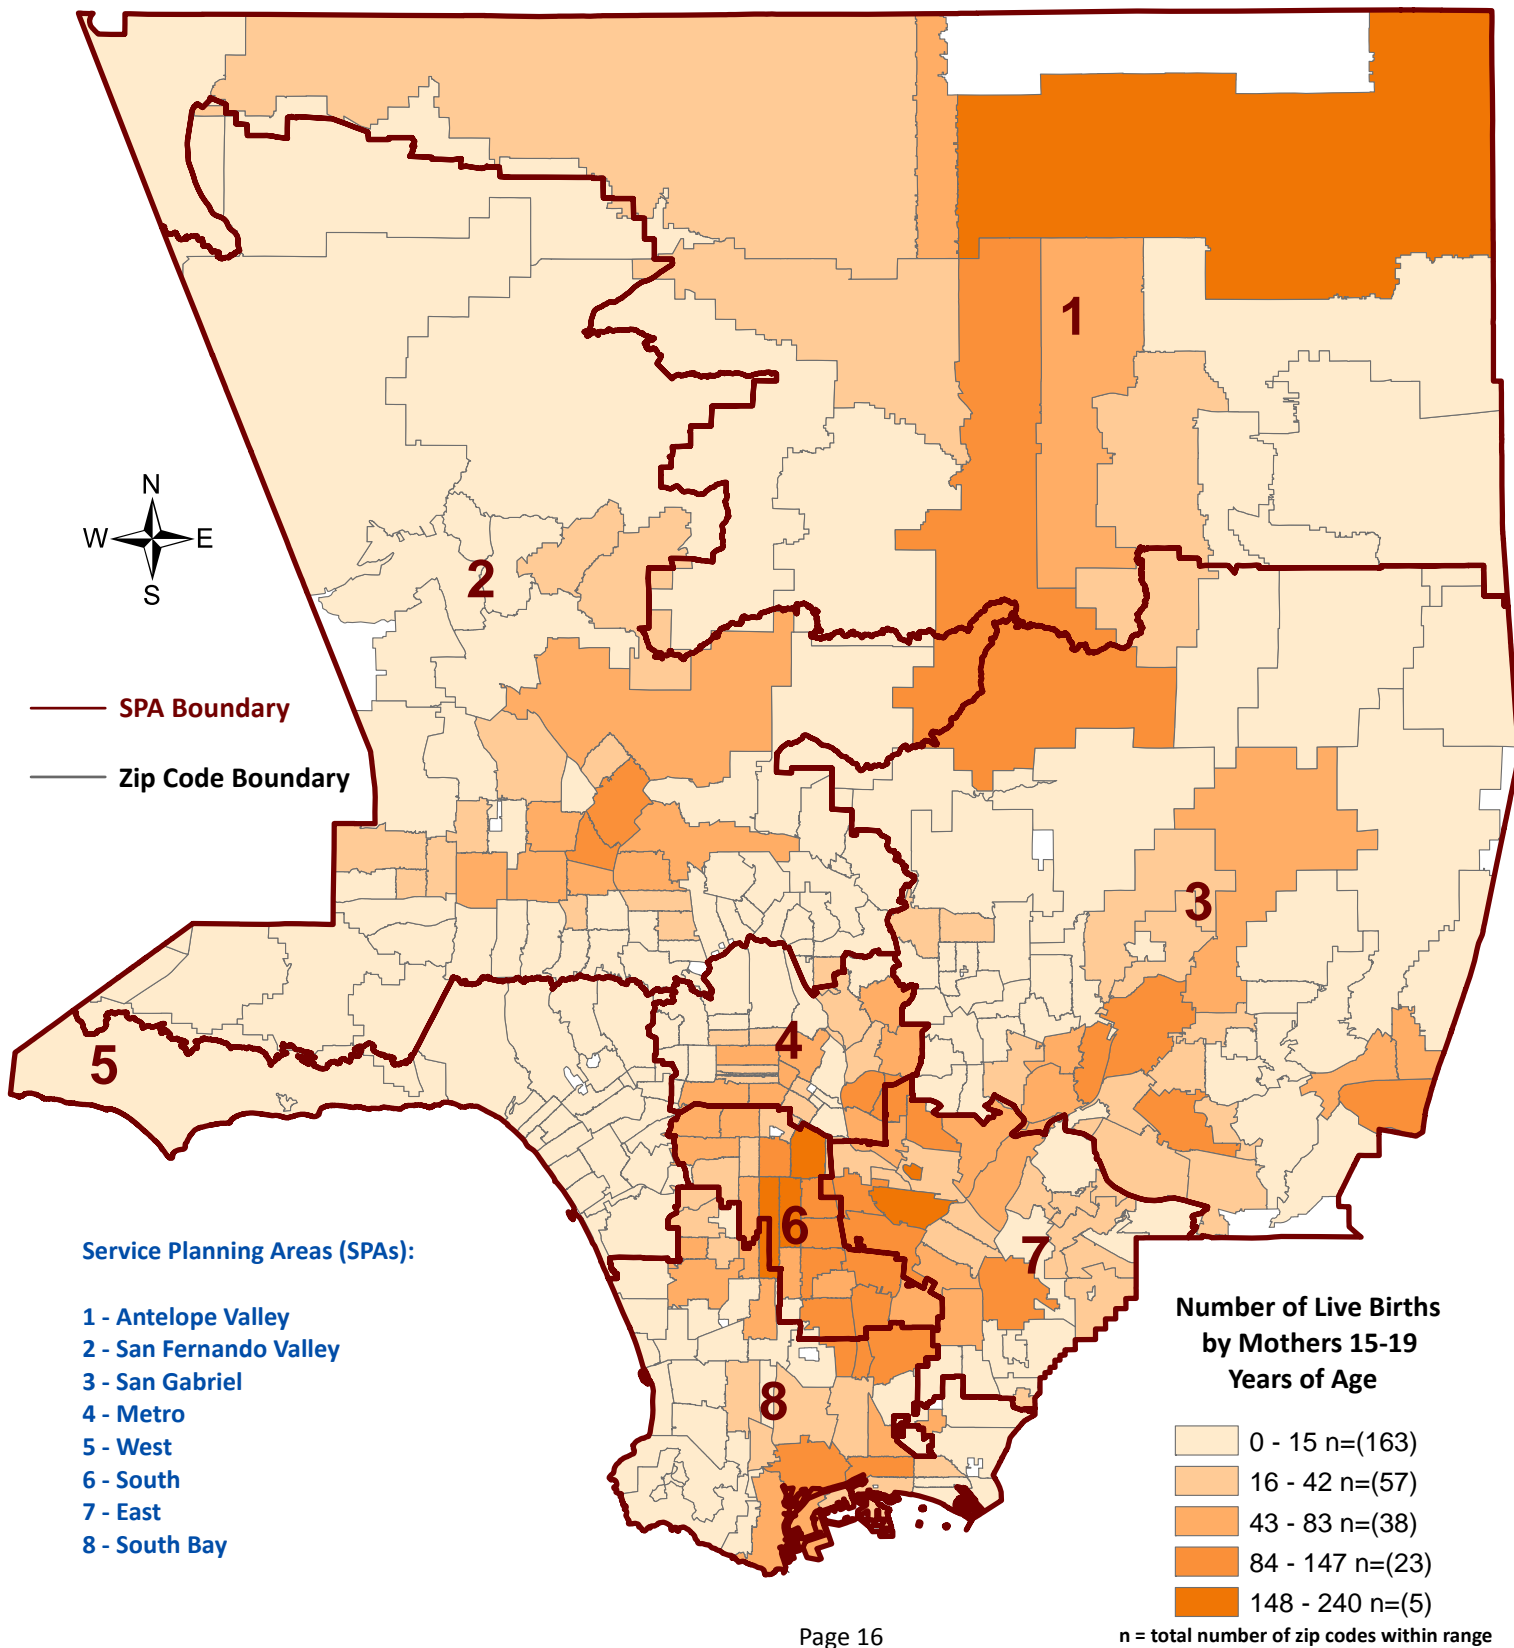 1
N
W E
S
2
SPA Boundary
Zip Code Boundary
3
4
5
6
7
8
Service Planning Areas (SPAs):
1 - Antelope Valley
2 - San Fernando Valley
3 - San Gabriel
4 - Metro
5 - West
6 - South
7 - East
8 - South Bay
Number of Live Births
by Mothers 15-19
Years of Age
0 - 15 n=(163)
16 - 42 n=(57)
43 - 83 n=(38)
84 - 147 n=(23)
148 - 240 n=(5)
n = total number of zip codes within range
Page 16